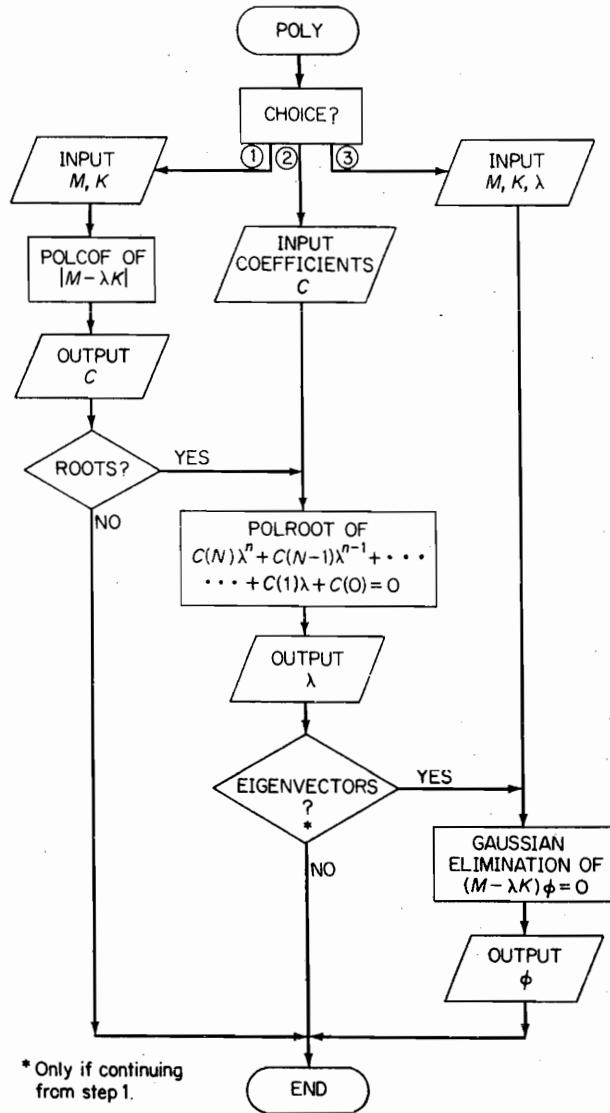 POLY
CHOICE?
① ② ③
INPUT
M, K
INPUT
M, K, λ
POLCOF OF
|M-λK|
INPUT
COEFFICIENTS
C
OUTPUT
C
ROOTS?
YES
NO
POLROOT OF
C(N)λⁿ+C(N-1)λⁿ⁻¹+···
···+C(1)λ+C(0)=0
OUTPUT
λ
EIGENVECTORS
?
*
YES
NO
GAUSSIAN
ELIMINATION OF
(M-λK)ϕ=0
OUTPUT
ϕ
* Only if continuing
from step 1.
END